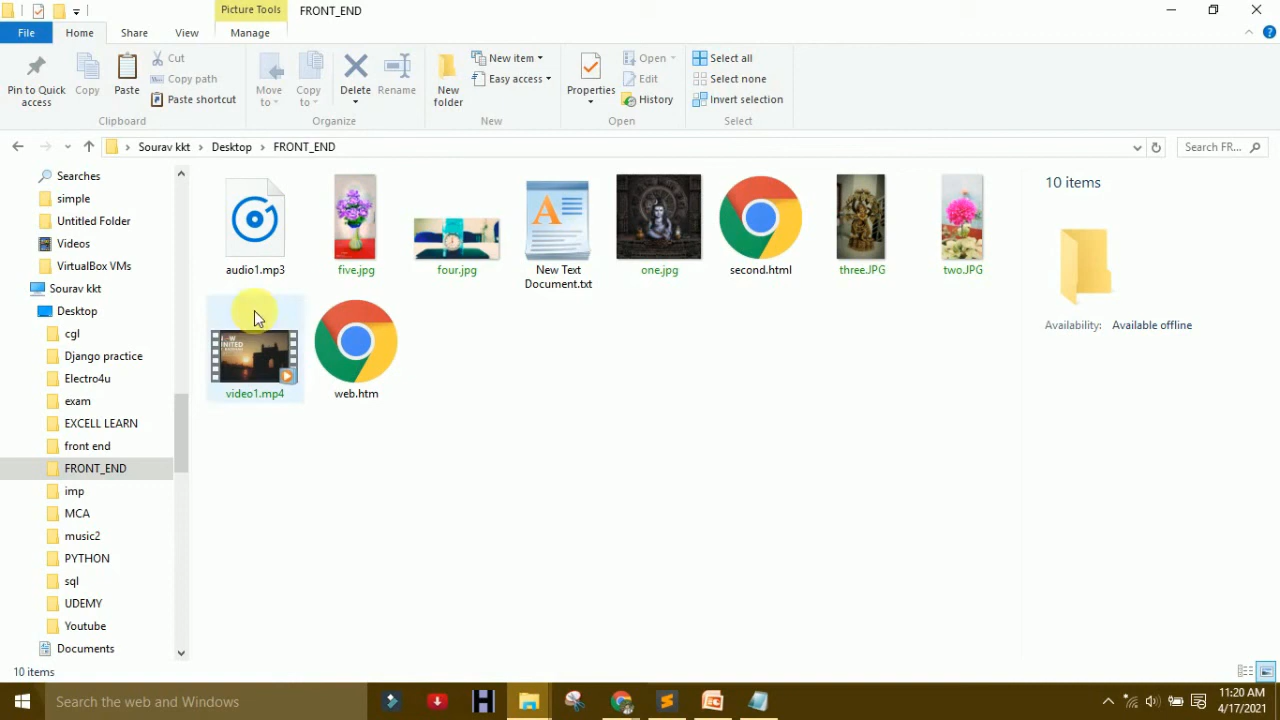 Picture Tools
FRONT_END
File
Home
Share
View
Manage
Pin to Quick access
Copy
Paste
Cut
Copy path
Paste shortcut
Clipboard
Move to
Copy to
Delete
Rename
Organize
New folder
New item
Easy access
New
Properties
Open
Edit
History
Open
Select all
Select none
Invert selection
Select
Sourav kkt > Desktop > FRONT_END
Search FR...
Searches
simple
Untitled Folder
Videos
VirtualBox VMs
Sourav kkt
Desktop
cgl
Django practice
Electro4u
exam
EXCELL LEARN
front end
FRONT_END
imp
MCA
music2
PYTHON
sql
UDEMY
Youtube
Documents
audio1.mp3
five.jpg
four.jpg
New Text
Document.txt
one.jpg
second.html
three.JPG
two.JPG
video1.mp4
web.htm
10 items
Availability: Available offline
10 items
Search the web and Windows
11:20 AM
4/17/2021